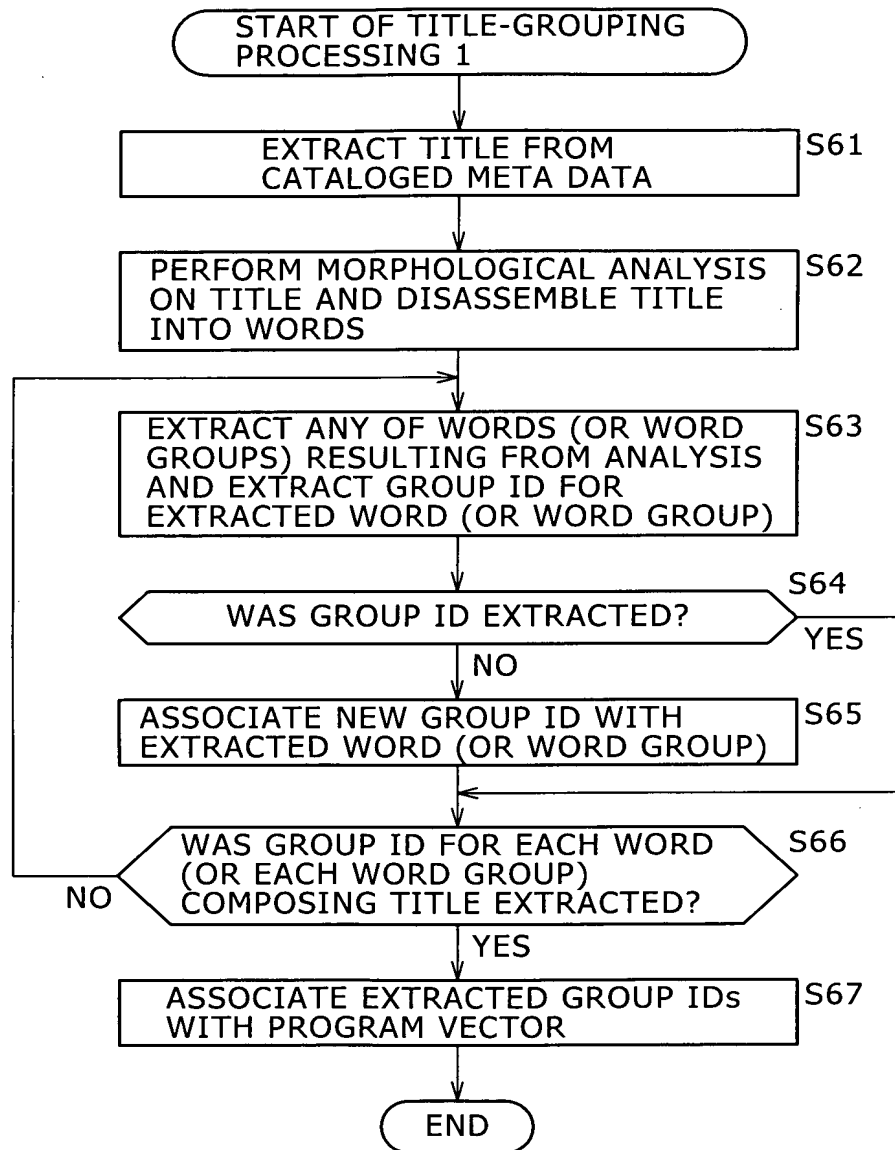 START OF TITLE-GROUPING
PROCESSING 1
EXTRACT TITLE FROM
CATALOGED META DATA
S61
PERFORM MORPHOLOGICAL ANALYSIS
ON TITLE AND DISASSEMBLE TITLE
INTO WORDS
S62
EXTRACT ANY OF WORDS (OR WORD
GROUPS) RESULTING FROM ANALYSIS
AND EXTRACT GROUP ID FOR
EXTRACTED WORD (OR WORD GROUP)
S63
S64
WAS GROUP ID EXTRACTED?
YES
NO
ASSOCIATE NEW GROUP ID WITH
EXTRACTED WORD (OR WORD GROUP)
S65
WAS GROUP ID FOR EACH WORD
(OR EACH WORD GROUP)
COMPOSING TITLE EXTRACTED?
S66
NO
YES
ASSOCIATE EXTRACTED GROUP IDs
WITH PROGRAM VECTOR
S67
END